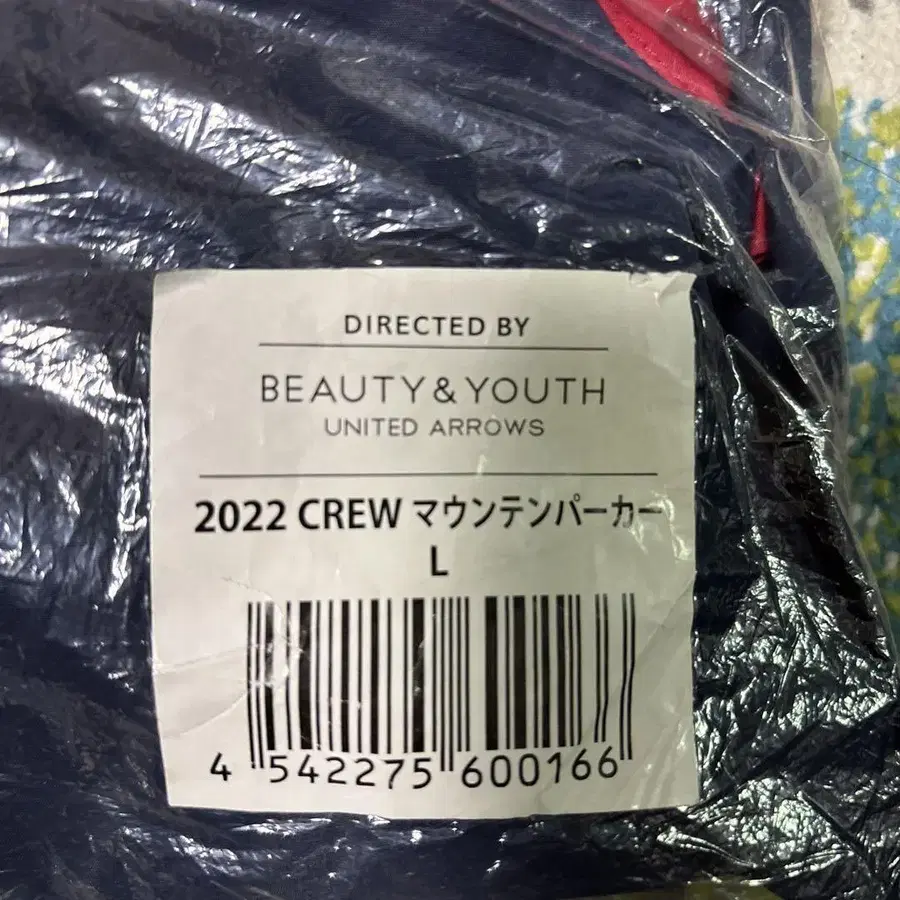 DIRECTED BY
BEAUTY&YOUTH
UNITED ARROWS
2022 CREW マウンテンパーカー
L
4 542275 600166